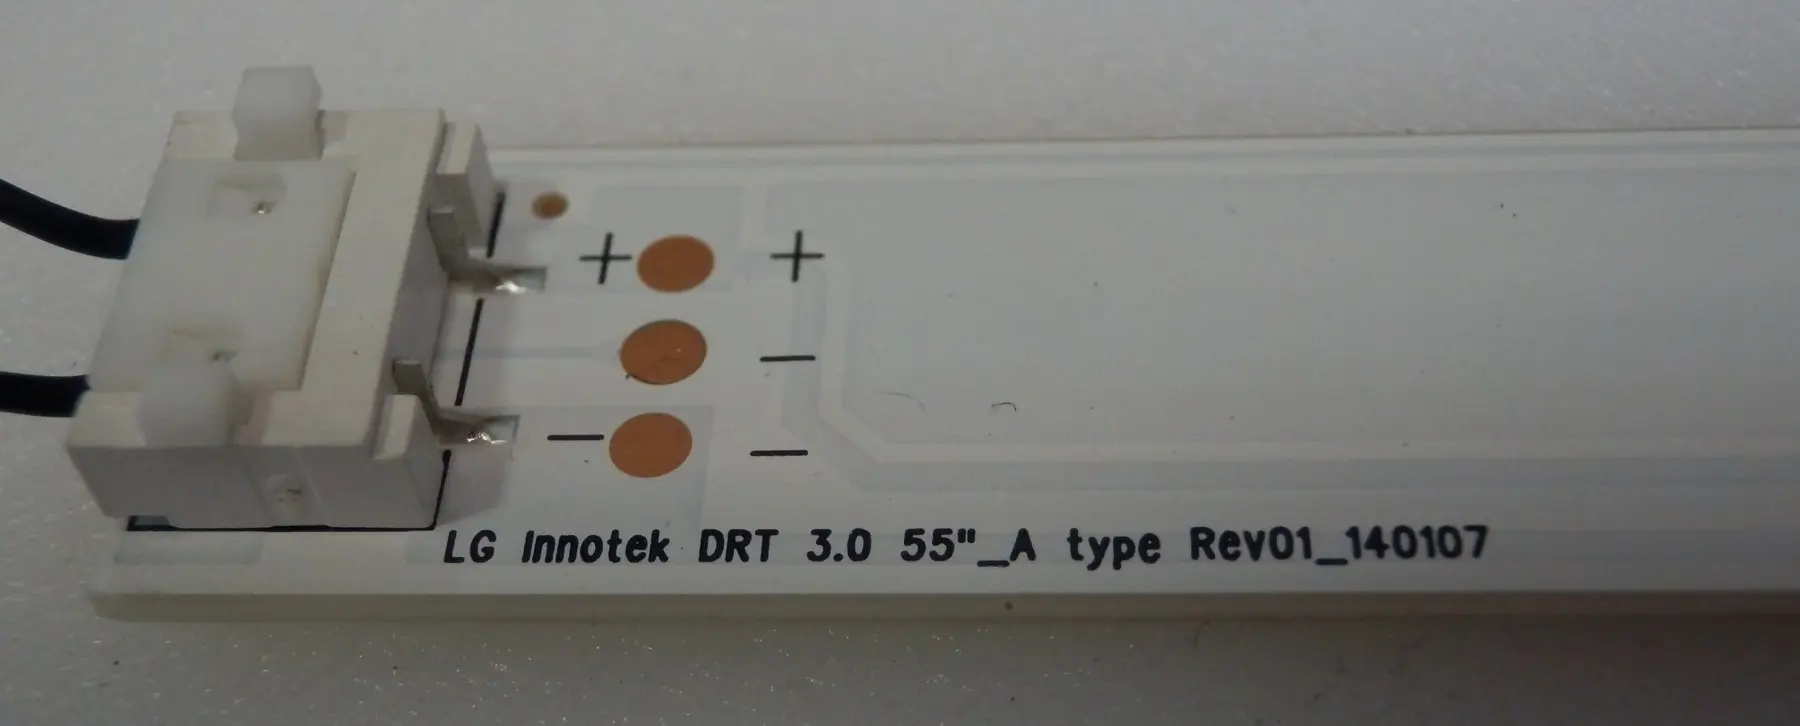 + +
−
− −
LG Innotek DRT 3.0 55"_A type Rev01_140107